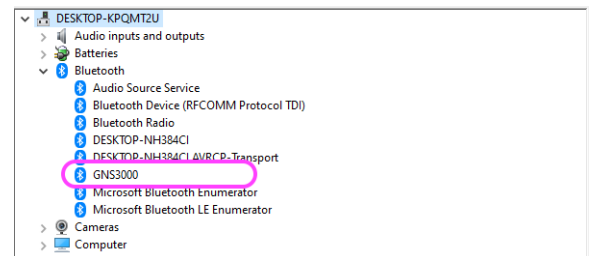 DESKTOP-KPQMT2U
Audio inputs and outputs
Batteries
Bluetooth
Audio Source Service
Bluetooth Device (RFCOMM Protocol TDI)
Bluetooth Radio
DESKTOP-NH384CI
DESKTOP-NH384CI AVRCP-Transport
GNS3000
Microsoft Bluetooth Enumerator
Microsoft Bluetooth LE Enumerator
Cameras
Computer